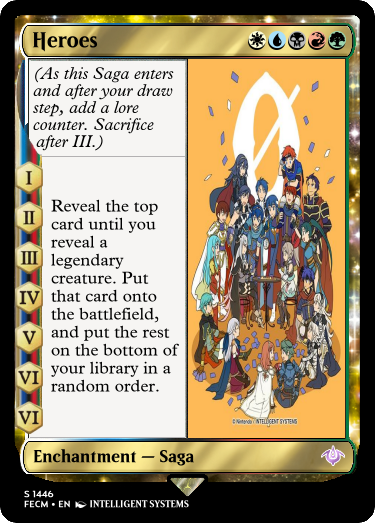 Heroes
(As this Saga enters
and after your draw
step, add a lore
counter. Sacrifice
after III.)
I
II
III
IV
V
VI
VI
Reveal the top
card until you
reveal a
legendary
creature. Put
that card onto
the battlefield,
and put the rest
on the bottom of
your library in a
random order.
© Nintendo / INTELLIGENT SYSTEMS
Enchantment — Saga
S 1446
FECM • EN INTELLIGENT SYSTEMS